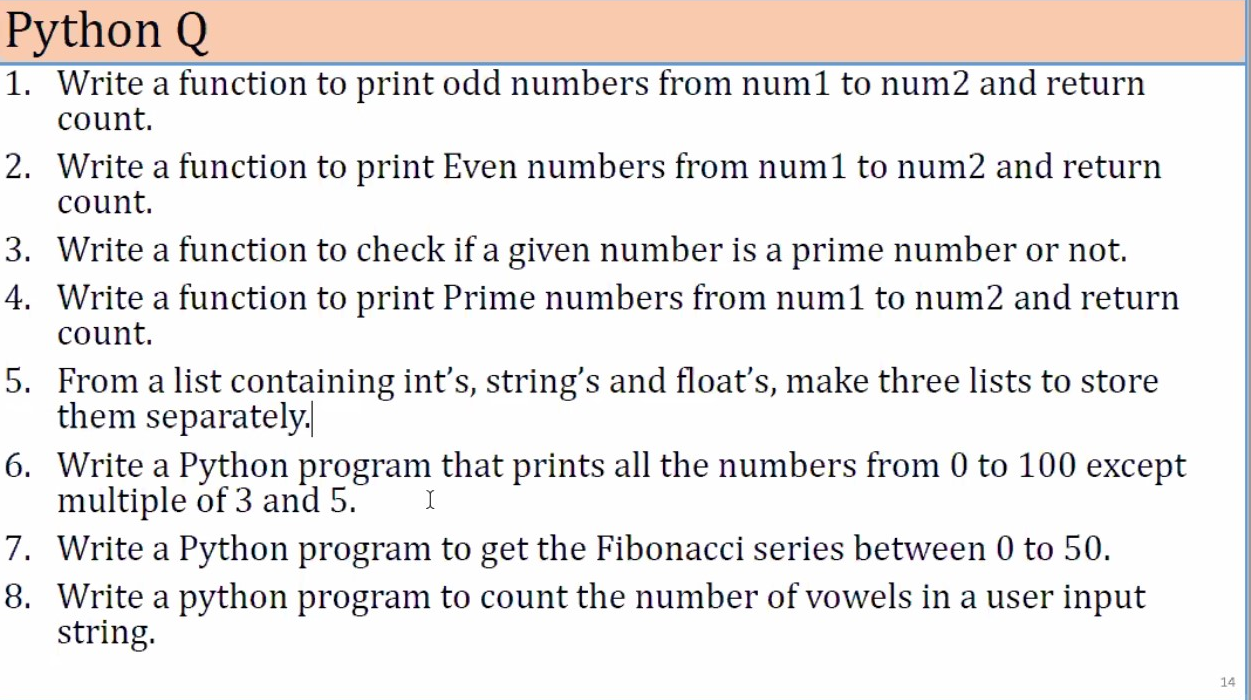 Python Q
1. Write a function to print odd numbers from num1 to num2 and return
count.
2. Write a function to print Even numbers from num1 to num2 and return
count.
3. Write a function to check if a given number is a prime number or not.
4. Write a function to print Prime numbers from num1 to num2 and return
count.
5. From a list containing int’s, string’s and float’s, make three lists to store
them separately.
6. Write a Python program that prints all the numbers from 0 to 100 except
multiple of 3 and 5.
7. Write a Python program to get the Fibonacci series between 0 to 50.
8. Write a python program to count the number of vowels in a user input
string.
14